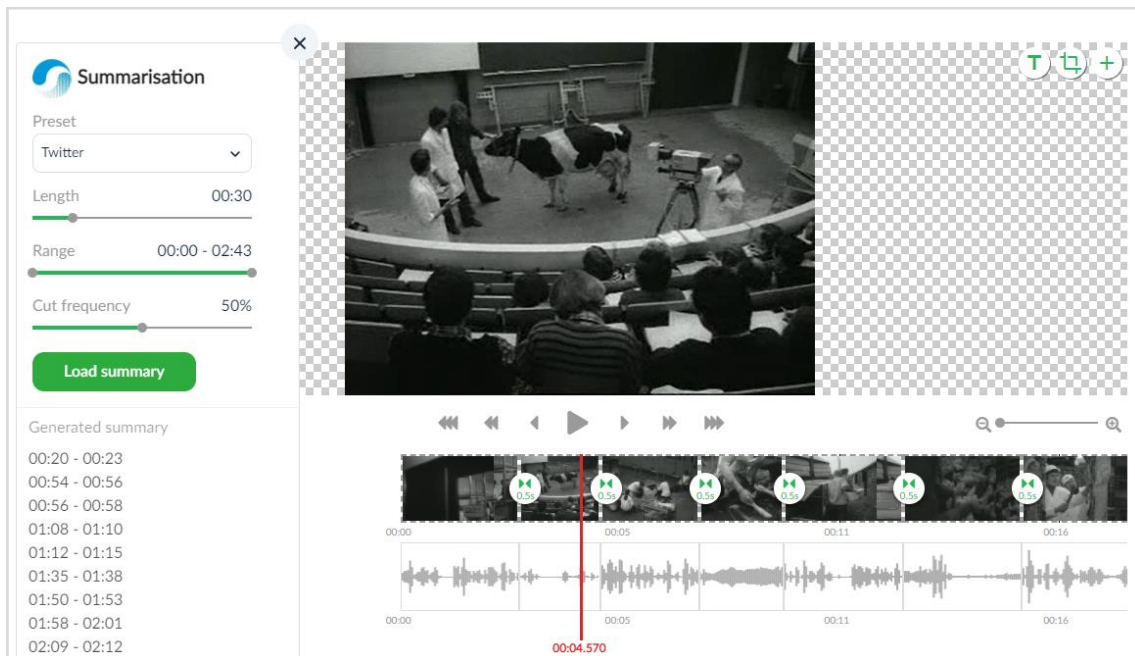 Summarisation
Preset
Twitter
Length 00:30
Range 00:00 - 02:43
Cut frequency 50%
Load summary
Generated summary
00:20 - 00:23
00:54 - 00:56
00:56 - 00:58
01:08 - 01:10
01:12 - 01:15
01:35 - 01:38
01:50 - 01:53
01:58 - 02:01
02:09 - 02:12
T
0.5s 0.5s 0.5s 0.5s 0.5s 0.5s
00:00 00:05 00:11 00:16
00:00 00:05 00:11 00:16
00:04.570